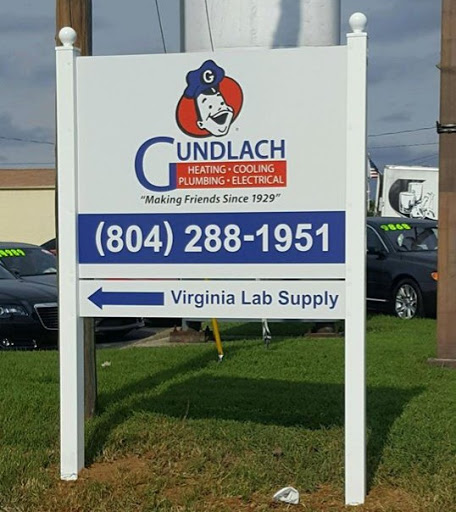 G
GUNDLACH
HEATING • COOLING
PLUMBING • ELECTRICAL
"Making Friends Since 1929"
(804) 288-1951
Virginia Lab Supply